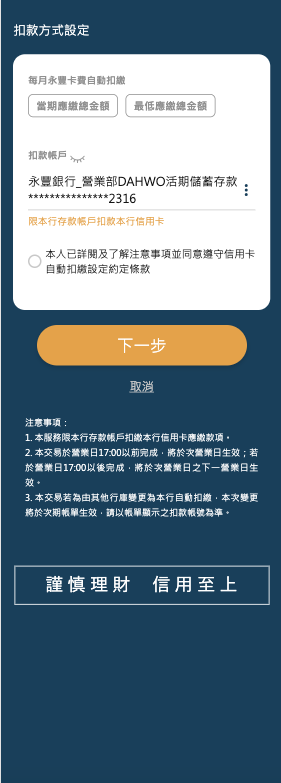 扣款方式設定
每月永豐卡費自動扣繳
當期應繳總金額 最低應繳總金額
扣款帳戶
永豐銀行_營業部DAHWO活期儲蓄存款
***************2316
限本行存款帳戶扣款本行信用卡
本人已詳閱及了解注意事項並同意遵守信用卡
自動扣繳設定約定條款
下一步
取消
注意事項：
1. 本服務限本行存款帳戶扣繳本行信用卡應繳款項。
2. 本交易於營業日17:00以前完成，將於次營業日生效；若
於營業日17:00以後完成，將於次營業日之下一營業日生
效。
3. 本交易若為由其他行庫變更為本行自動扣繳，本次變更
將於次期帳單生效，請以帳單顯示之扣款帳號為準。
謹慎理財 信用至上